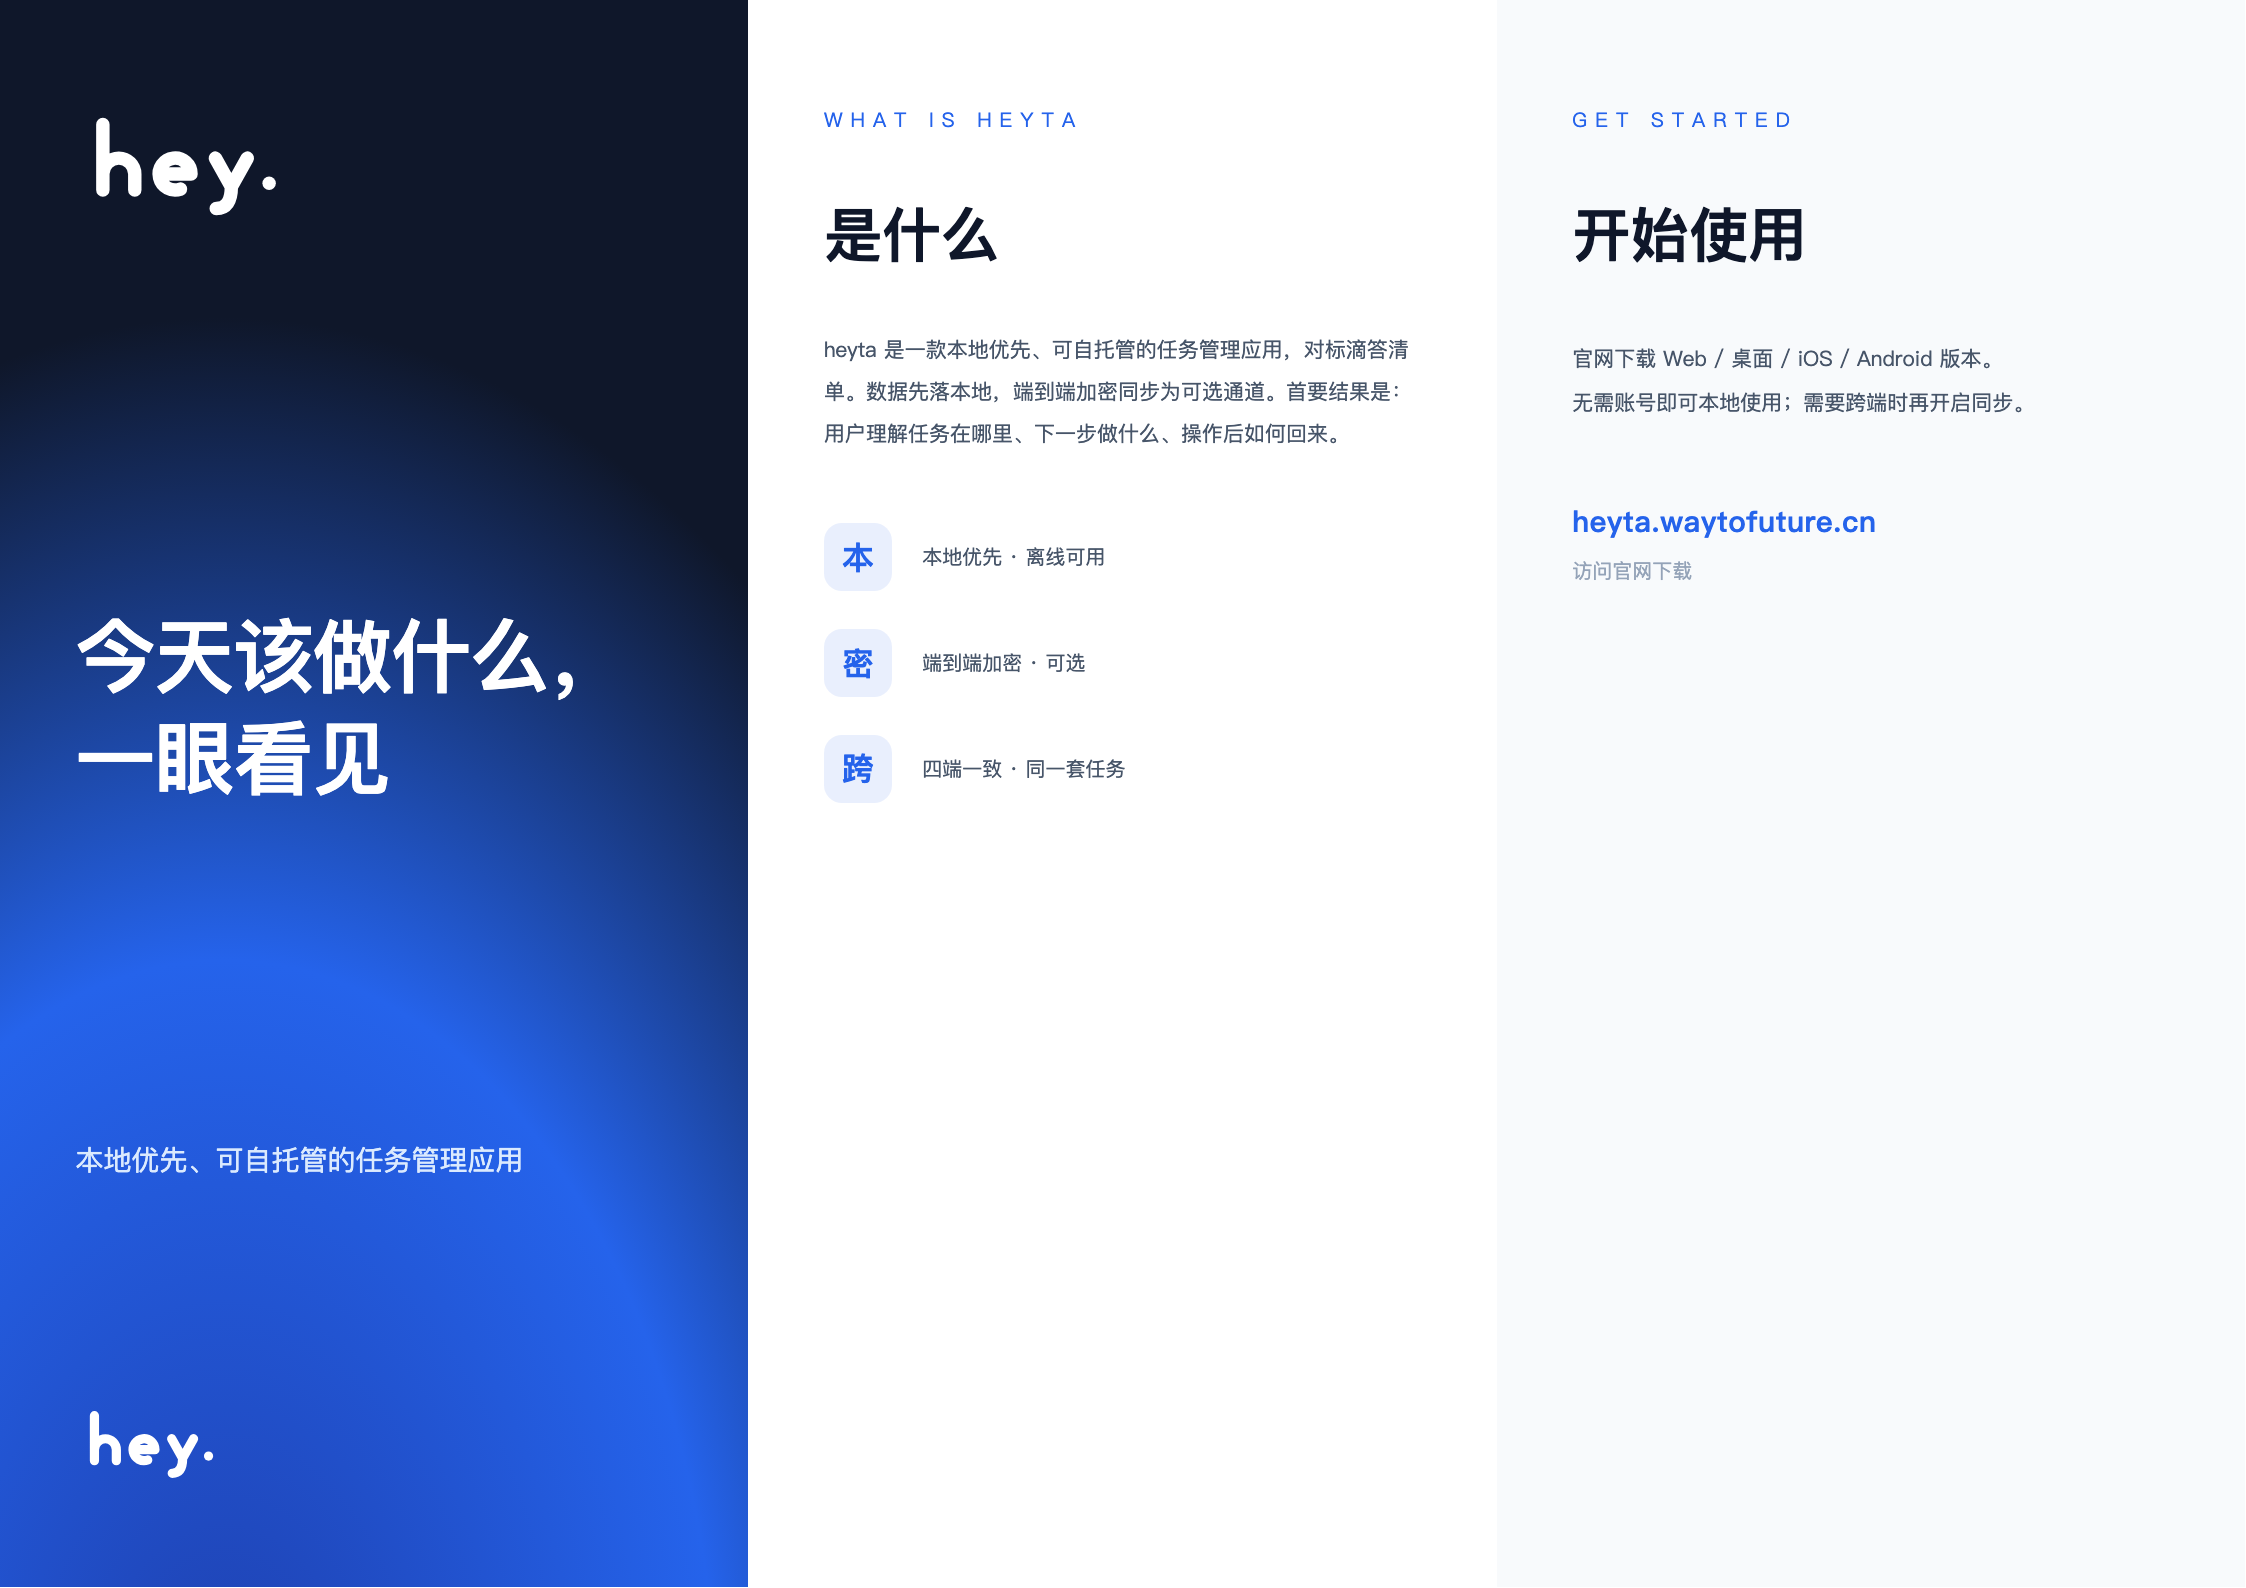 hey.
今天该做什么，
一眼看见
本地优先、可自托管的任务管理应用
hey.
WHAT IS HEYTA
是什么
heyta 是一款本地优先、可自托管的任务管理应用，对标滴答清
单。数据先落本地，端到端加密同步为可选通道。首要结果是：
用户理解任务在哪里、下一步做什么、操作后如何回来。
本 本地优先 · 离线可用
密 端到端加密 · 可选
跨 四端一致 · 同一套任务
GET STARTED
开始使用
官网下载 Web / 桌面 / iOS / Android 版本。
无需账号即可本地使用；需要跨端时再开启同步。
heyta.waytofuture.cn
访问官网下载